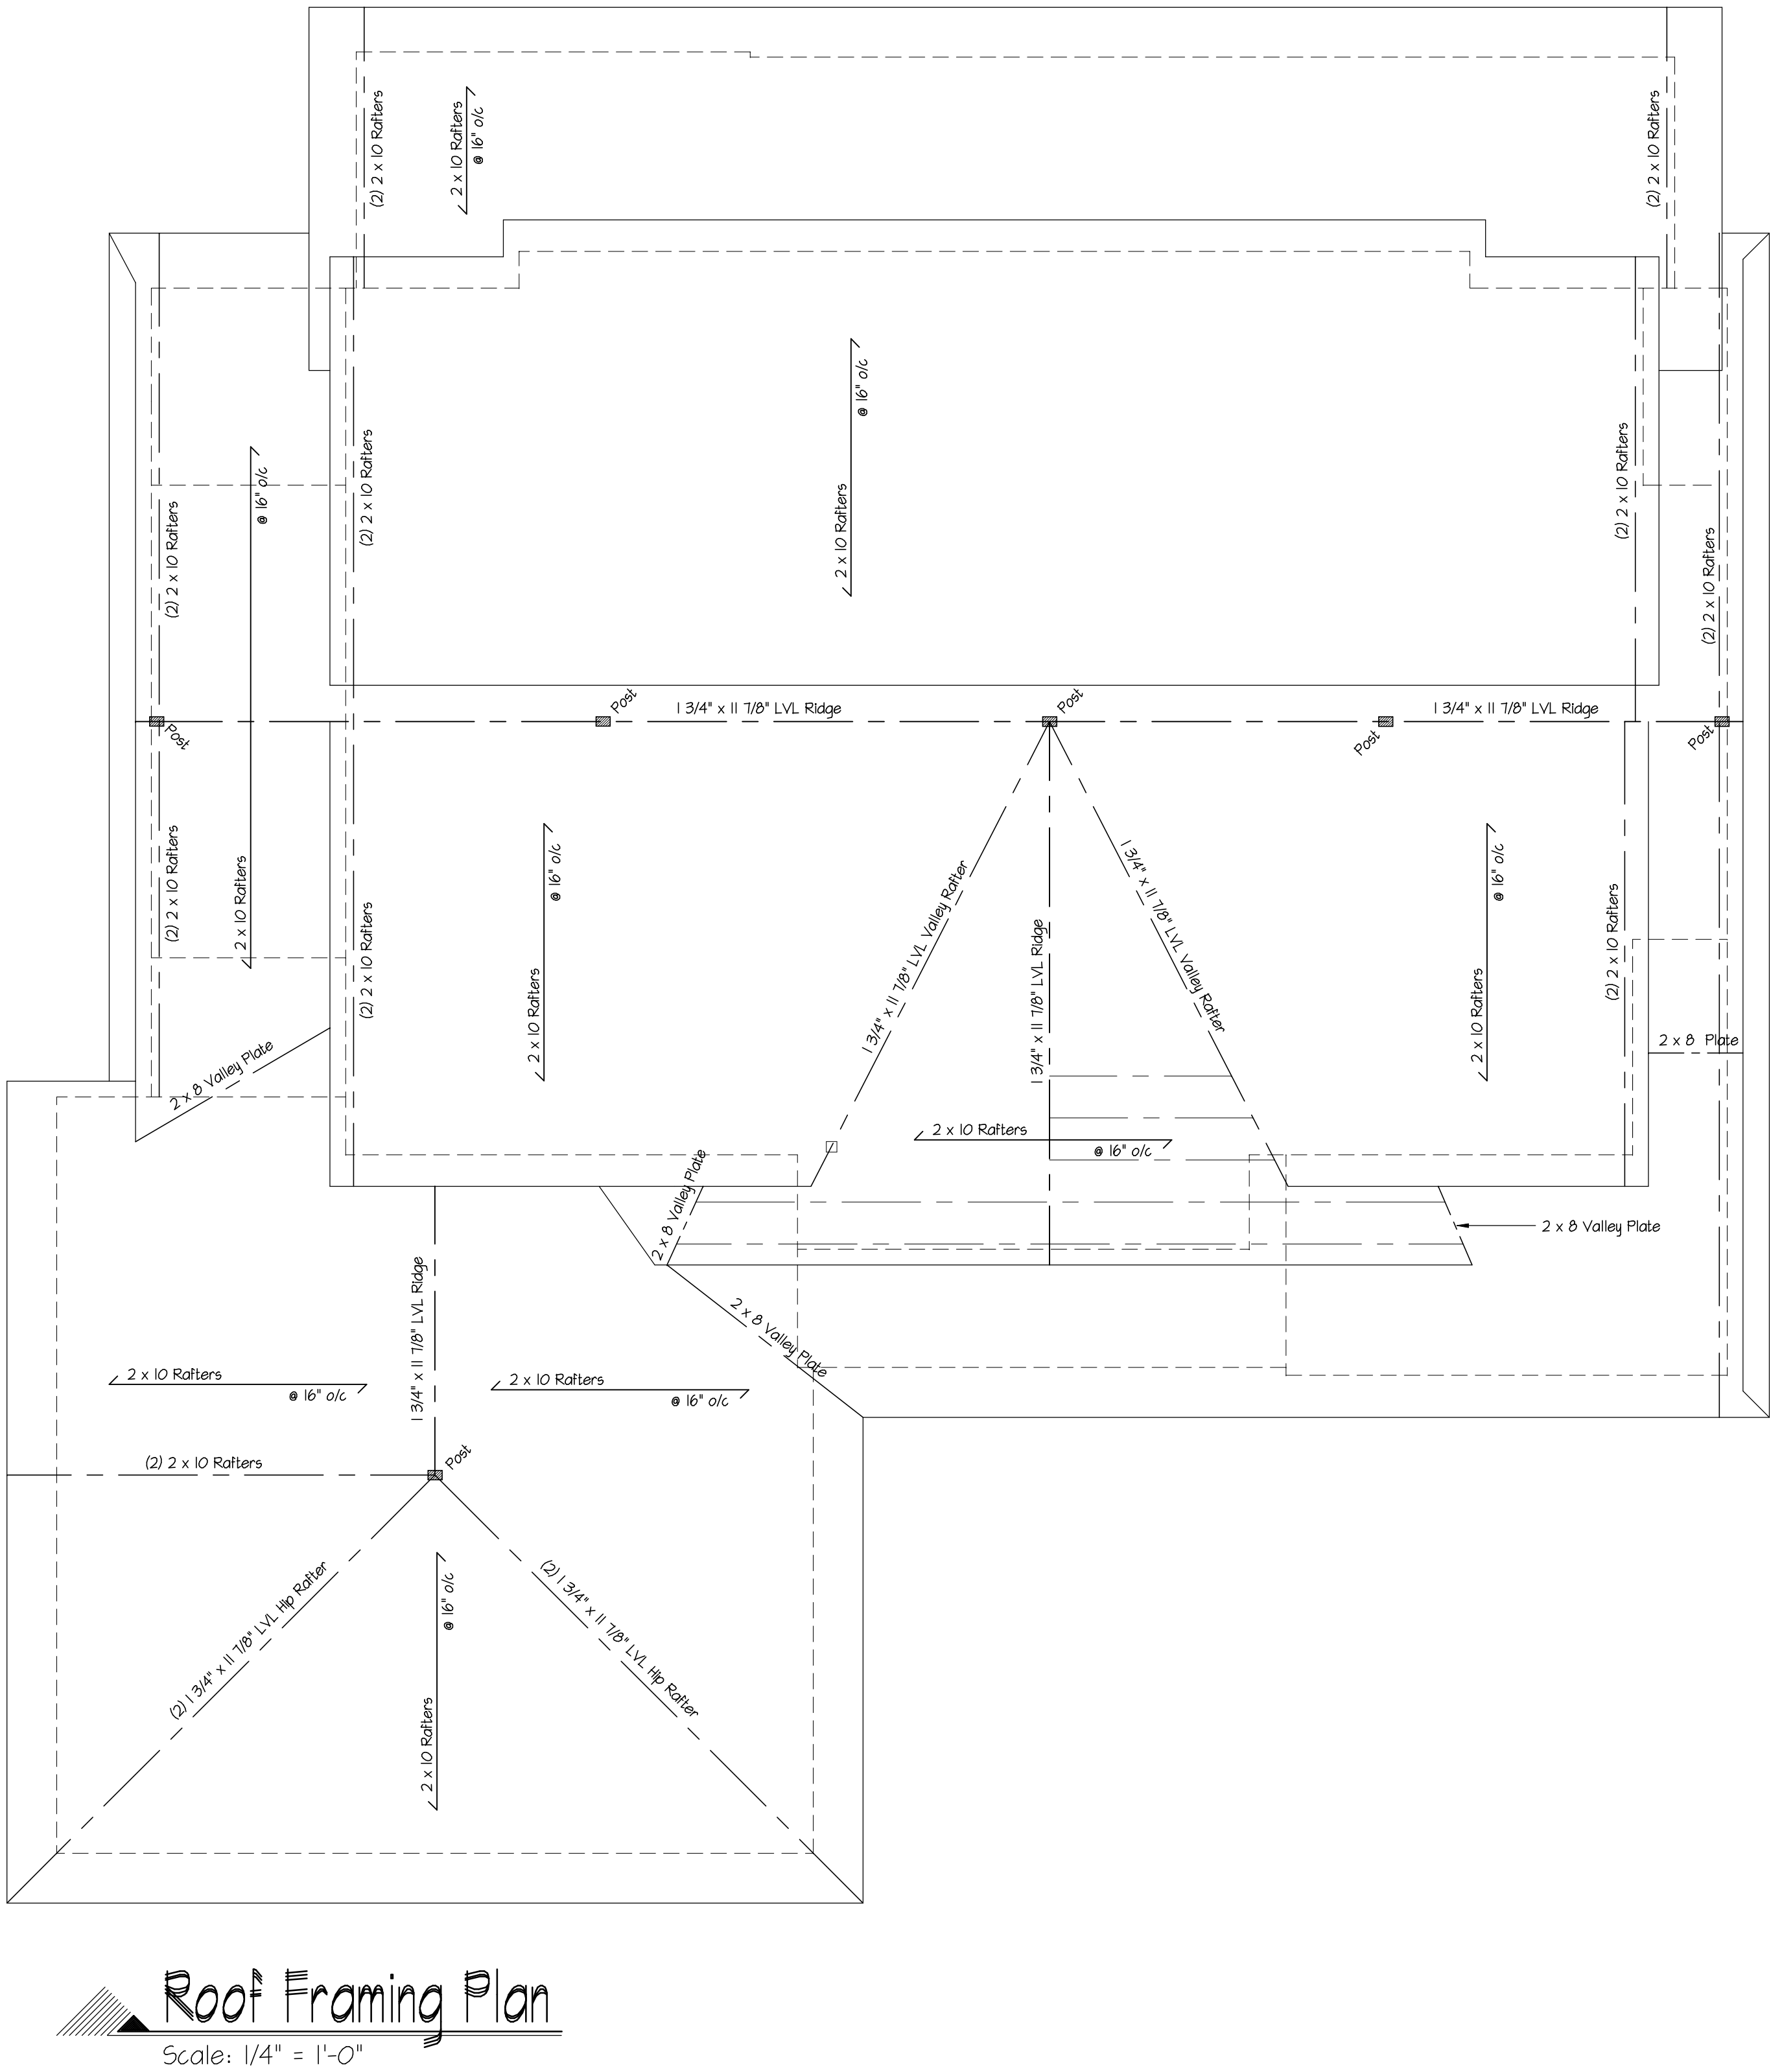 (2) 2 x 10 Rafters
2 x 10 Rafters
@ 16" o/c
(2) 2 x 10 Rafters
(2) 2 x 10 Rafters
2 x 10 Rafters
@ 16" o/c
(2) 2 x 10 Rafters
2 x 10 Rafters
@ 16" o/c
(2) 2 x 10 Rafters
(2) 2 x 10 Rafters
Post
Post
1 3/4" x 11 7/8" LVL Ridge
Post
Post
1 3/4" x 11 7/8" LVL Ridge
Post
(2) 2 x 10 Rafters
(2) 2 x 10 Rafters
2 x 10 Rafters
@ 16" o/c
1 3/4" x 11 7/8" LVL Valley Rafter
1 3/4" x 11 7/8" LVL Ridge
1 3/4" x 11 7/8" LVL Valley Rafter
2 x 10 Rafters
@ 16" o/c
(2) 2 x 10 Rafters
2 x 8 Plate
2 x 8 Valley Plate
2 x 10 Rafters
@ 16" o/c
2 x 8 Valley Plate
2 x 8 Valley Plate
2 x 8 Valley Plate
1 3/4" x 11 7/8" LVL Ridge
2 x 10 Rafters
@ 16" o/c
2 x 10 Rafters
@ 16" o/c
(2) 2 x 10 Rafters
Post
(2) 1 3/4" x 11 7/8" LVL Hip Rafter
2 x 10 Rafters
@ 16" o/c
(2) 1 3/4" x 11 7/8" LVL Hip Rafter
Roof Framing Plan
Scale: 1/4" = 1'-0"